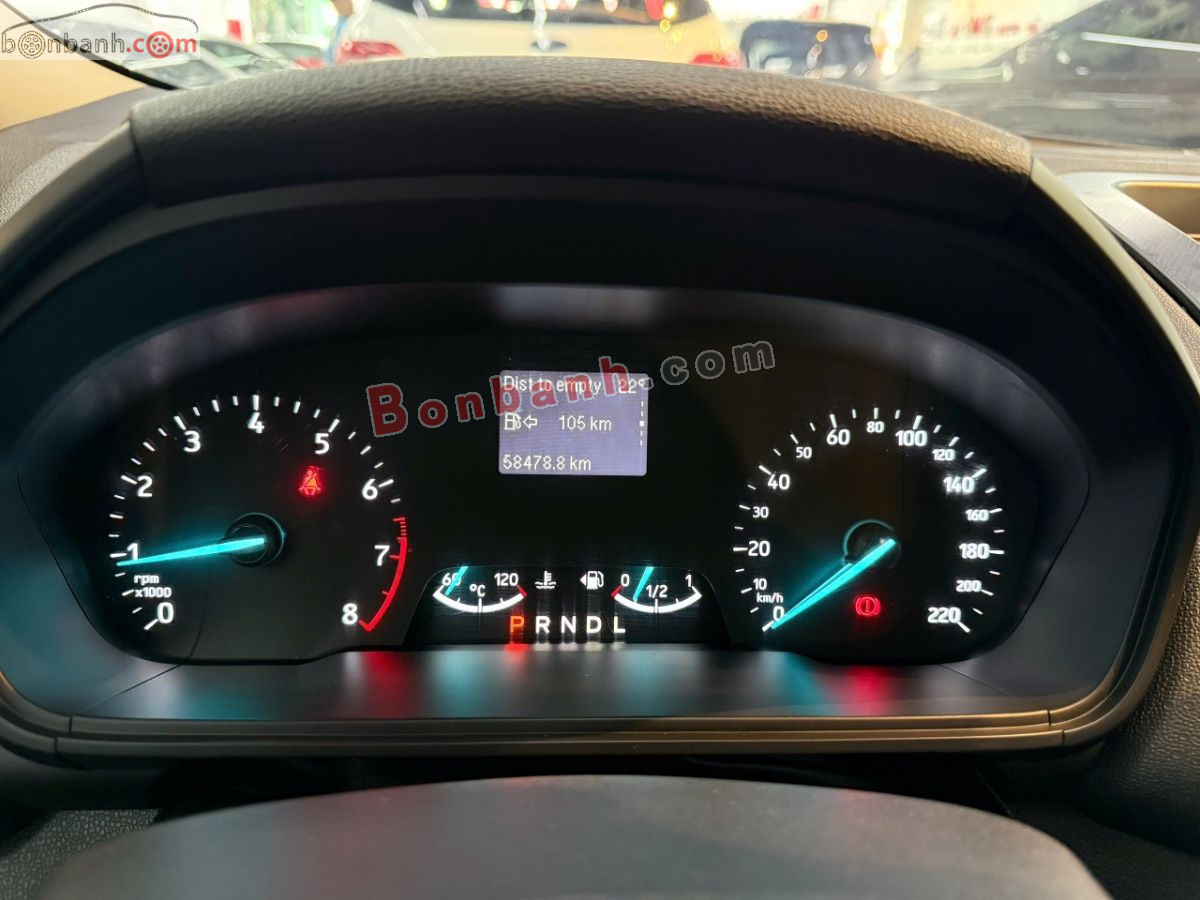 bonbanh.com
Bonbanh.com
Dist to empty 22°
105 km
58478.8 km
0 1 2 3 4 5 6 7 8
rpm
x1000
60 °C 120
0 1/2 1
P R N D L
0 10 20 30 40 50 60 80 100 120 140 160 180 200 220
km/h